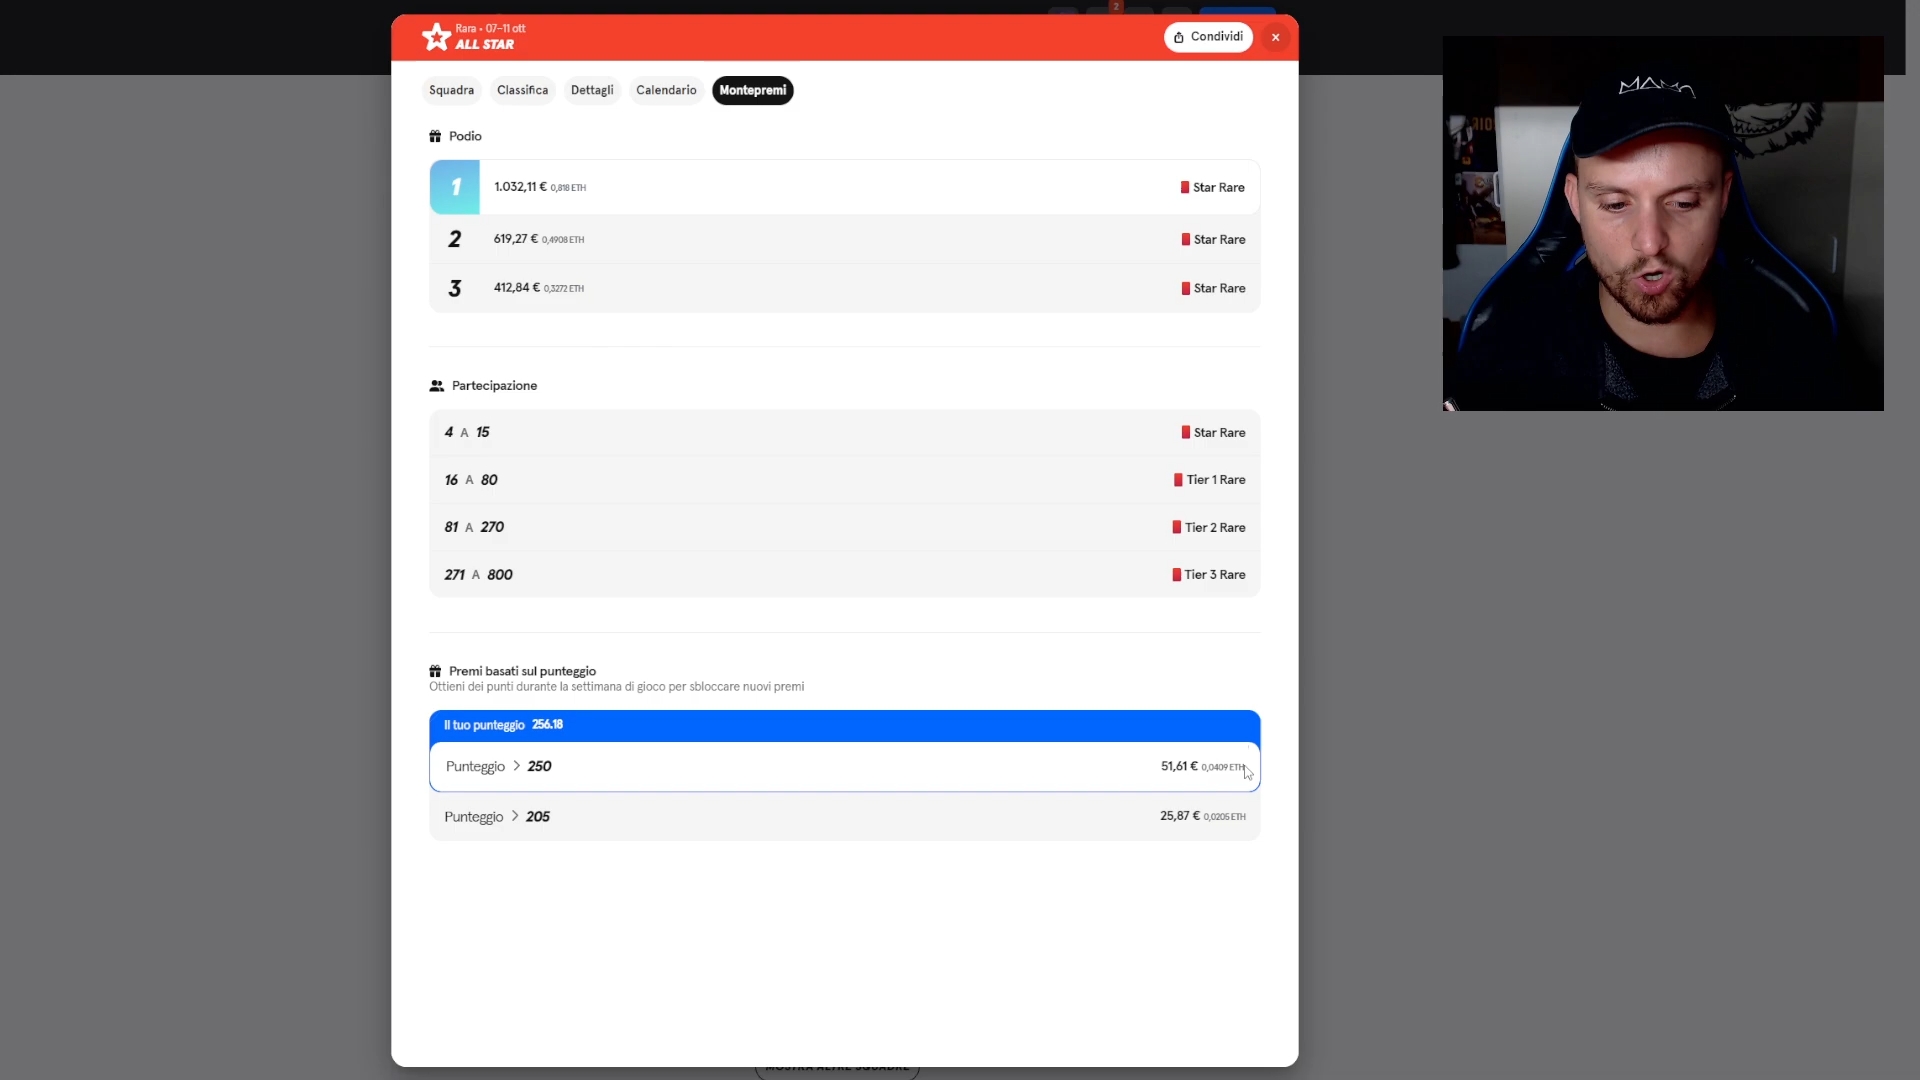 2
Rara • 07-11 ott
ALL STAR
Condividi
Squadra
Classifica
Dettagli
Calendario
Montepremi
Podio
1
1.032,11 € 0,818 ETH
Star Rare
2
619,27 € 0,4908 ETH
Star Rare
3
412,84 € 0,3272 ETH
Star Rare
Partecipazione
4 A 15
Star Rare
16 A 80
Tier 1 Rare
81 A 270
Tier 2 Rare
271 A 800
Tier 3 Rare
Premi basati sul punteggio
Ottieni dei punti durante la settimana di gioco per sbloccare nuovi premi
Il tuo punteggio 256.18
Punteggio > 250
51,61 € 0,0409 ETH
Punteggio > 205
25,87 € 0,0205 ETH
MOSTRA ALTRE SQUADRE